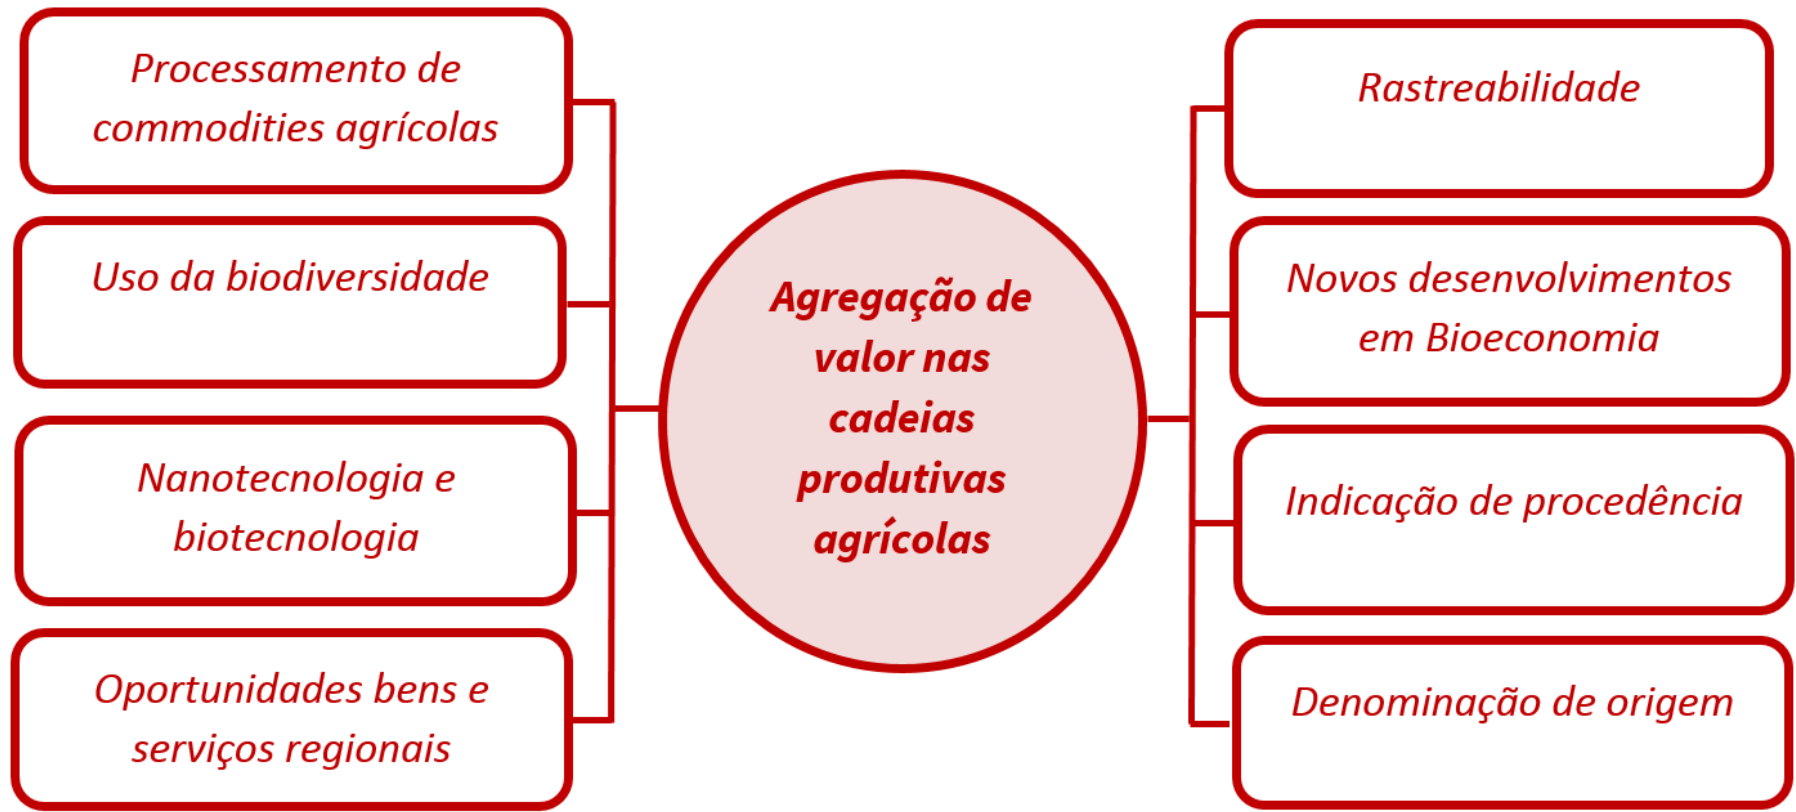 Processamento de
commodities agrícolas
Uso da biodiversidade
Nanotecnologia e
biotecnologia
Oportunidades bens e
serviços regionais
Agregação de
valor nas
cadeias
produtivas
agrícolas
Rastreabilidade
Novos desenvolvimentos
em Bioeconomia
Indicação de procedência
Denominação de origem